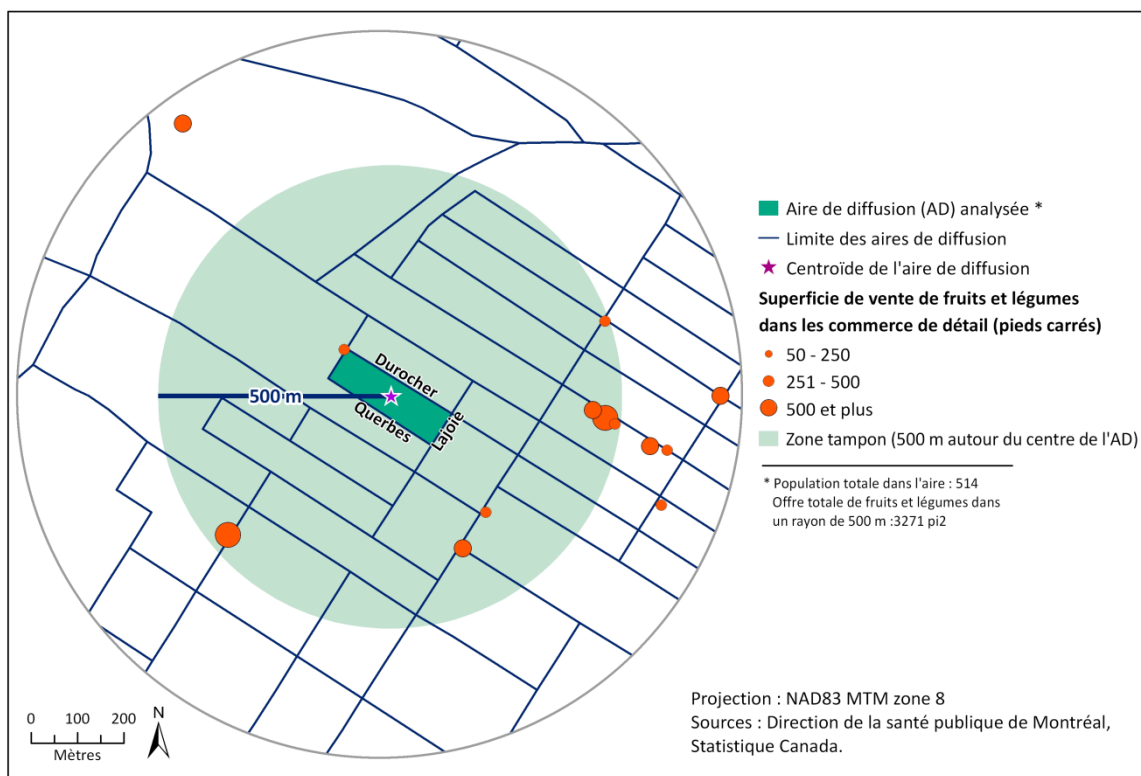 Durocher
500 m
Querbes
Lajoie
Aire de diffusion (AD) analysée *
Limite des aires de diffusion
Centroïde de l'aire de diffusion
Superficie de vente de fruits et légumes
dans les commerce de détail (pieds carrés)
50 - 250
251 - 500
500 et plus
Zone tampon (500 m autour du centre de l'AD)
* Population totale dans l'aire : 514
Offre totale de fruits et légumes dans
un rayon de 500 m :3271 pi2
Projection : NAD83 MTM zone 8
Sources : Direction de la santé publique de Montréal,
Statistique Canada.
0 100 200
Mètres
N